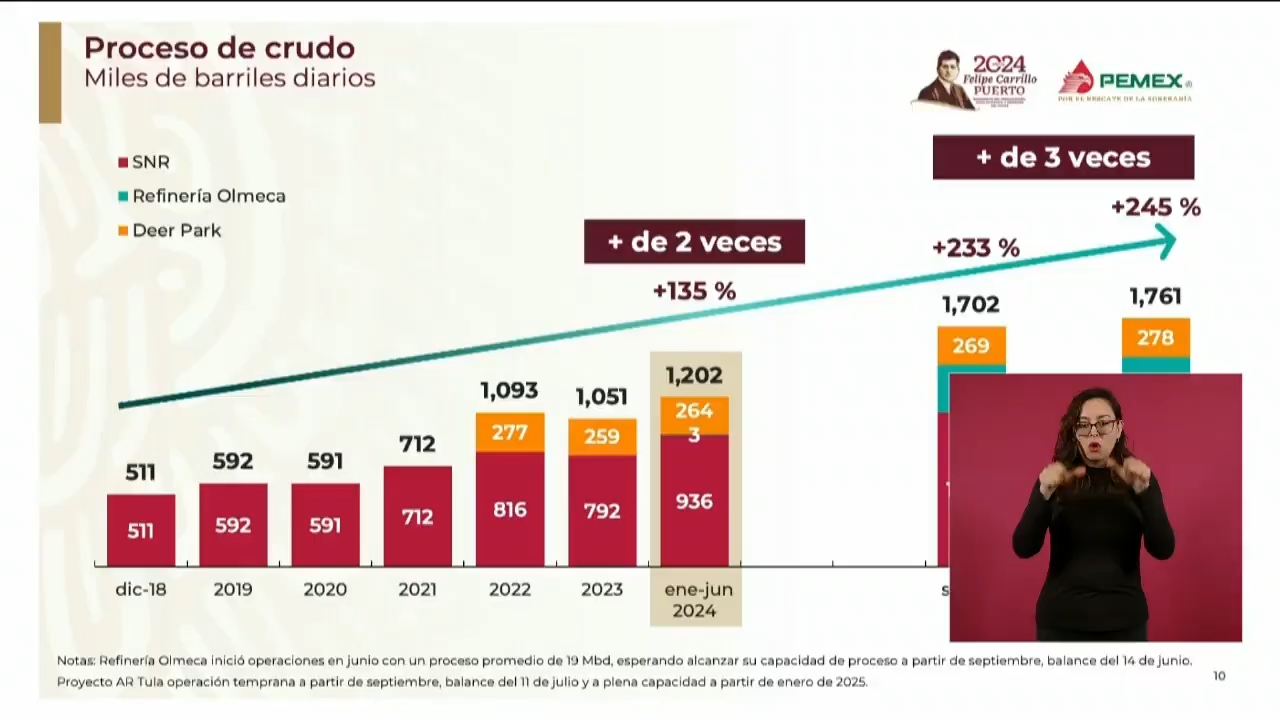 Proceso de crudo
Miles de barriles diarios
2024
Felipe Carrillo
PUERTO
PEMEX
POR EL RESCATE DE LA SOBERANÍA
SNR
Refinería Olmeca
Deer Park
+ de 2 veces
+ de 3 veces
+135 %
+233 %
+245 %
511
592
591
712
1,093
1,051
1,202
1,702
1,761
277
259
264
3
269
278
511
592
591
712
816
792
936
dic-18
2019
2020
2021
2022
2023
ene-jun
2024
Notas: Refinería Olmeca inició operaciones en junio con un proceso promedio de 19 Mbd, esperando alcanzar su capacidad de proceso a partir de septiembre, balance del 14 de junio.
Proyecto AR Tula operación temprana a partir de septiembre, balance del 11 de julio y a plena capacidad a partir de enero de 2025.
10